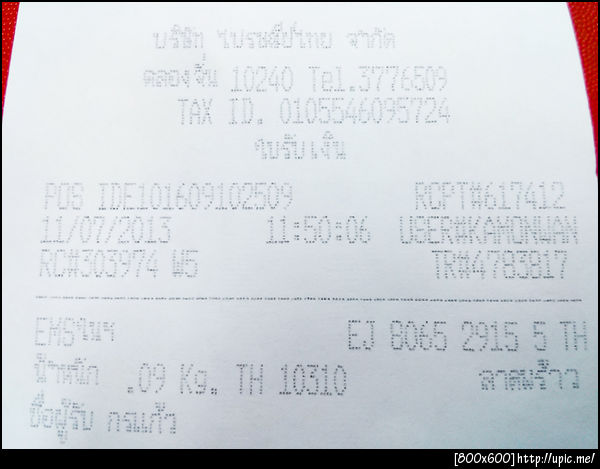 บริษัท ไปรษณีย์ไทย จำกัด
คลองจั่น 10240 Tel.3776509
TAX ID. 0105546095724
ใบรับเงิน
POS IDE101609102509 RCPT#617412
11/07/2013 11:50:06 USER#KAMONWAN
RC#303974 W5 TR#4783817
EMSในฯ EJ 8065 2915 5 TH
น้ำหนัก .09 Kg. TH 10310 ลาดพร้าว
ชื่อผู้รับ กรแก้ว
[800x600] http://upic.me/